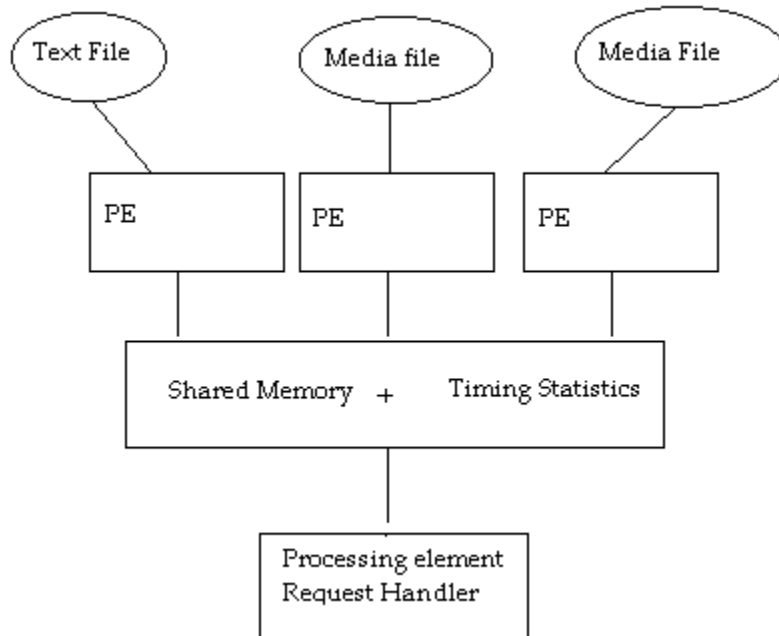 Text File
Media file
Media File
PE
PE
PE
Shared Memory + Timing Statistics
Processing element
Request Handler